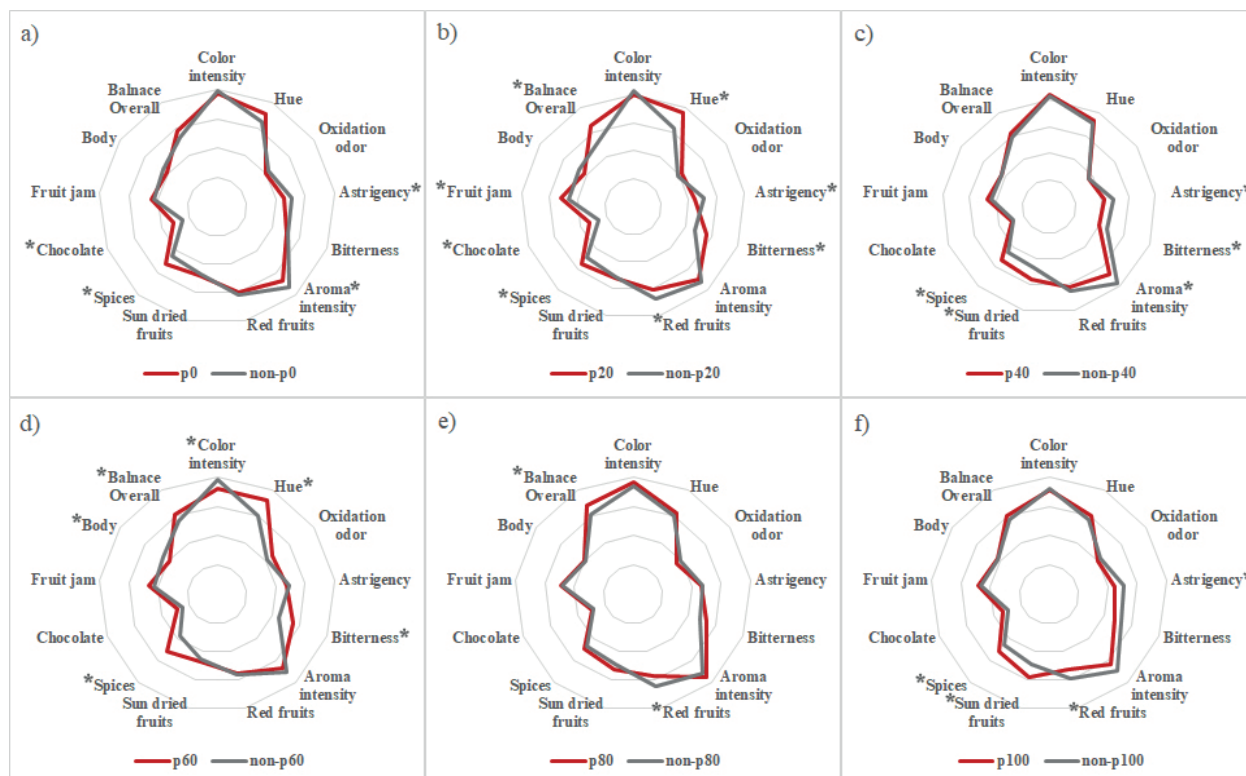 a)
Color
intensity
Hue
Oxidation
odor
Astrigency*
Bitterness
Aroma*
intensity
Red fruits
Sun dried
fruits
*Spices
*Chocolate
Fruit jam
Body
Balnace
Overall
p0 non-p0
b)
Color
intensity
Hue*
Oxidation
odor
Astrigency*
Bitterness*
Aroma
intensity
*Red fruits
Sun dried
fruits
*Spices
*Chocolate
*Fruit jam
Body
*Balnace
Overall
p20 non-p20
c)
Color
intensity
Hue
Oxidation
odor
Astrigency*
Bitterness*
Aroma*
intensity
Red fruits
*Sun dried
fruits
*Spices
Chocolate
Fruit jam
Body
Balnace
Overall
p40 non-p40
d)
*Color
intensity
Hue*
Oxidation
odor
Astrigency
Bitterness*
Aroma
intensity
Red fruits
Sun dried
fruits
*Spices
Chocolate
Fruit jam
*Body
*Balnace
Overall
p60 non-p60
e)
Color
intensity
Hue
Oxidation
odor
Astrigency
Bitterness
Aroma
intensity
*Red fruits
Sun dried
fruits
Spices
Chocolate
Fruit jam
Body
*Balnace
Overall
p80 non-p80
f)
Color
intensity
Hue
Oxidation
odor
Astrigency*
Bitterness
Aroma
intensity
*Red fruits
*Sun dried
fruits
*Spices
Chocolate
Fruit jam
Body
Balnace
Overall
p100 non-p100